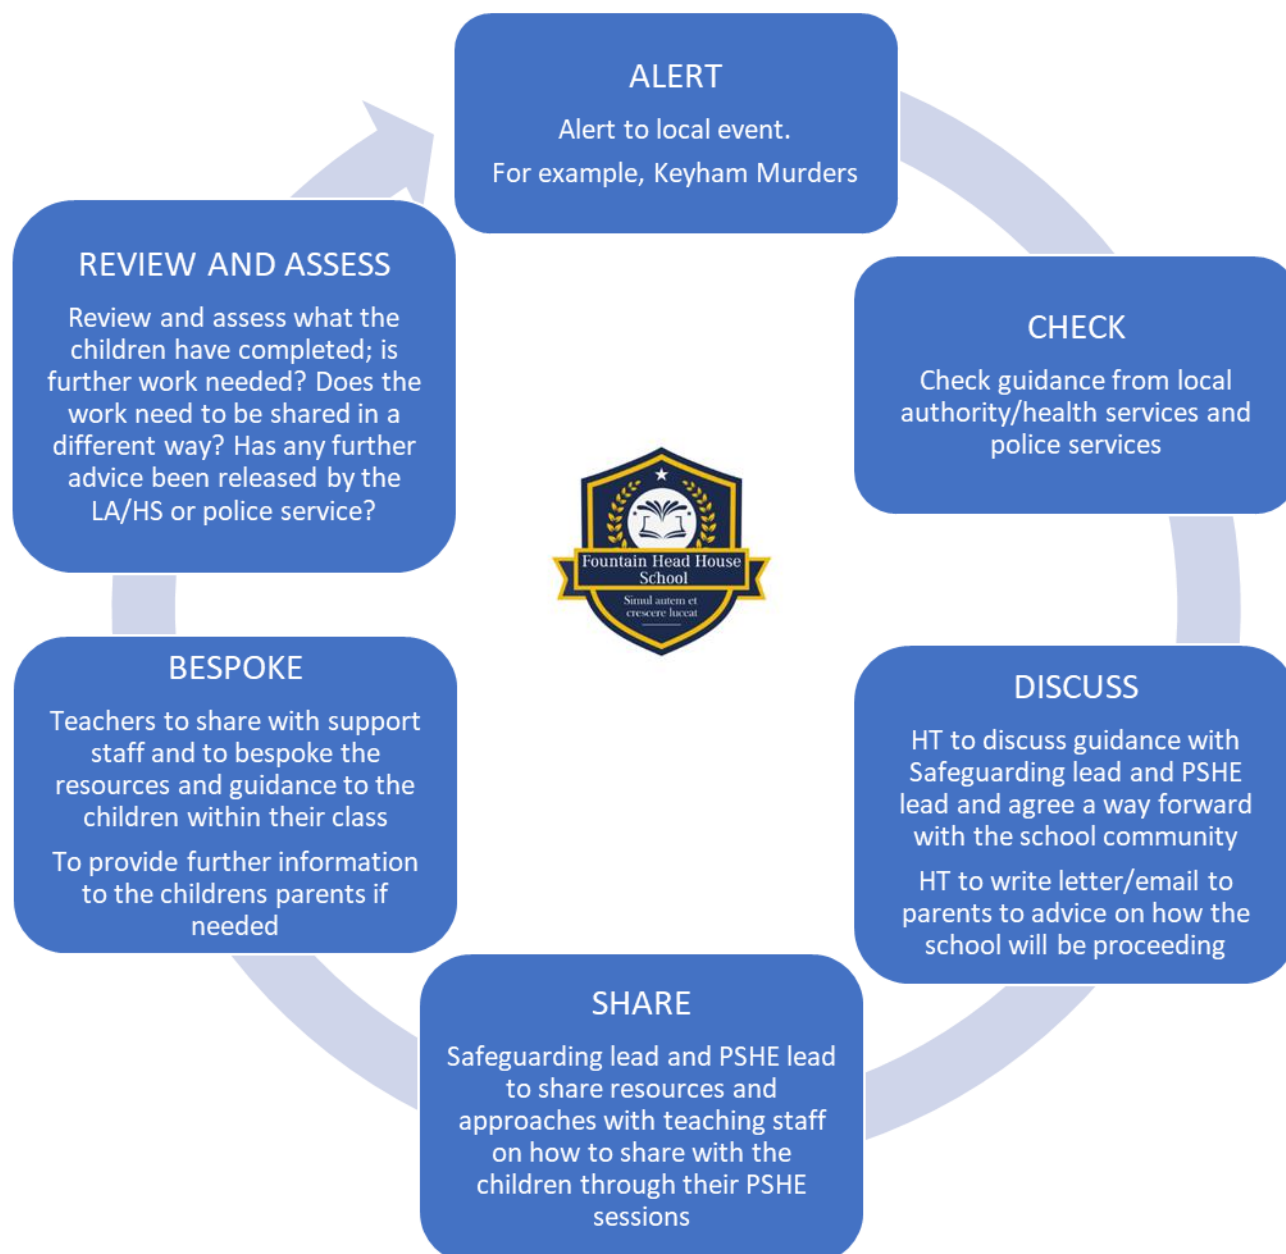 ALERT
Alert to local event.
For example, Keyham Murders
CHECK
Check guidance from local
authority/health services and
police services
DISCUSS
HT to discuss guidance with
Safeguarding lead and PSHE
lead and agree a way forward
with the school community
HT to write letter/email to
parents to advice on how the
school will be proceeding
SHARE
Safeguarding lead and PSHE lead
to share resources and
approaches with teaching staff
on how to share with the
children through their PSHE
sessions
BESPOKE
Teachers to share with support
staff and to bespoke the
resources and guidance to the
children within their class
To provide further information
to the childrens parents if
needed
REVIEW AND ASSESS
Review and assess what the
children have completed; is
further work needed? Does the
work need to be shared in a
different way? Has any further
advice been released by the
LA/HS or police service?
Fountain Head House
School
Simul autem et
crescere luceat